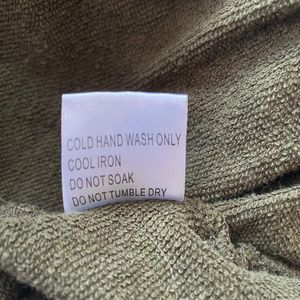 COLD HAND WASH ONLY
COOL IRON
DO NOT SOAK
DO NOT TUMBLE DRY